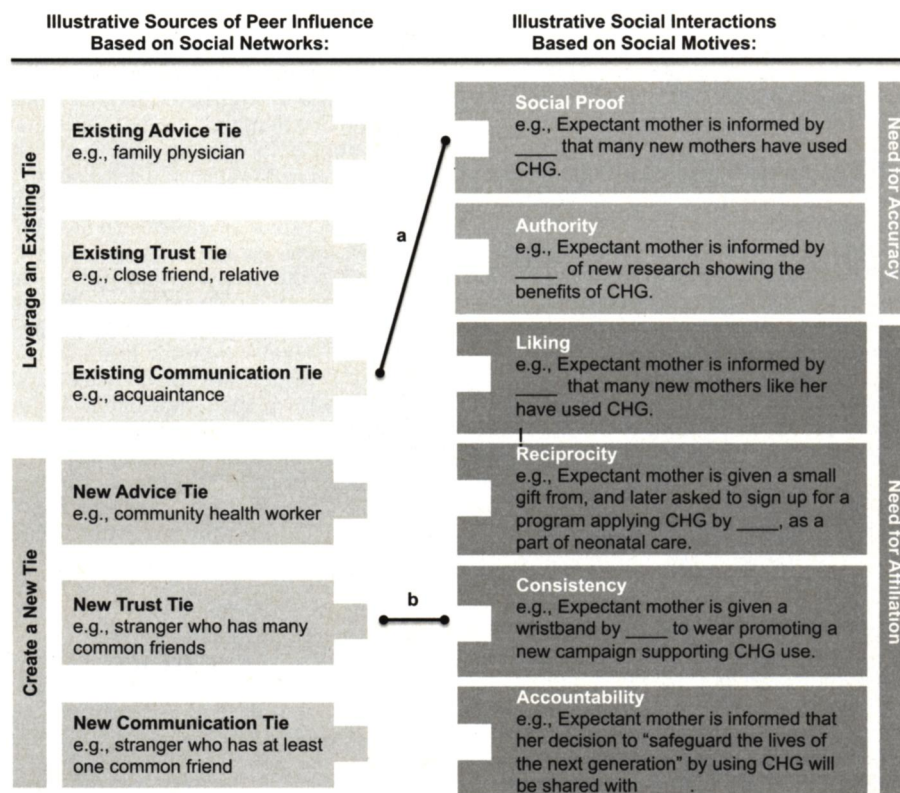 Illustrative Sources of Peer Influence
Based on Social Networks:
Illustrative Social Interactions
Based on Social Motives:
Leverage an Existing Tie
Existing Advice Tie
e.g., family physician
Existing Trust Tie
e.g., close friend, relative
Existing Communication Tie
e.g., acquaintance
Create a New Tie
New Advice Tie
e.g., community health worker
New Trust Tie
e.g., stranger who has many
common friends
New Communication Tie
e.g., stranger who has at least
one common friend
a
b
Social Proof
e.g., Expectant mother is informed by
____ that many new mothers have used
CHG.
Authority
e.g., Expectant mother is informed by
____ of new research showing the
benefits of CHG.
Need for Accuracy
Liking
e.g., Expectant mother is informed by
____ that many new mothers like her
have used CHG.
!
Reciprocity
e.g., Expectant mother is given a small
gift from, and later asked to sign up for a
program applying CHG by ____, as a
part of neonatal care.
Consistency
e.g., Expectant mother is given a
wristband by ____ to wear promoting a
new campaign supporting CHG use.
Accountability
e.g., Expectant mother is informed that
her decision to “safeguard the lives of
the next generation” by using CHG will
be shared with ____.
Need for Affiliation